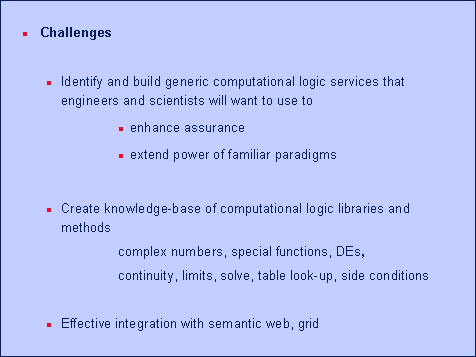 Challenges
Identify and build generic computational logic services that
engineers and scientists will want to use to
enhance assurance
extend power of familiar paradigms
Create knowledge-base of computational logic libraries and
methods
complex numbers, special functions, DEs,
continuity, limits, solve, table look-up, side conditions
Effective integration with semantic web, grid